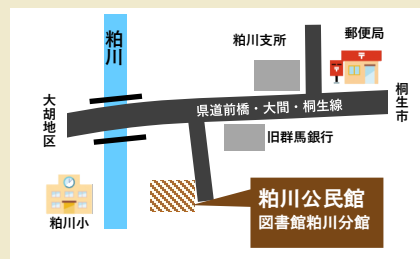 粕川
粕川支所
郵便局
大胡地区
県道前橋・大間・桐生線
桐生市
旧群馬銀行
粕川小
粕川公民館
図書館粕川分館